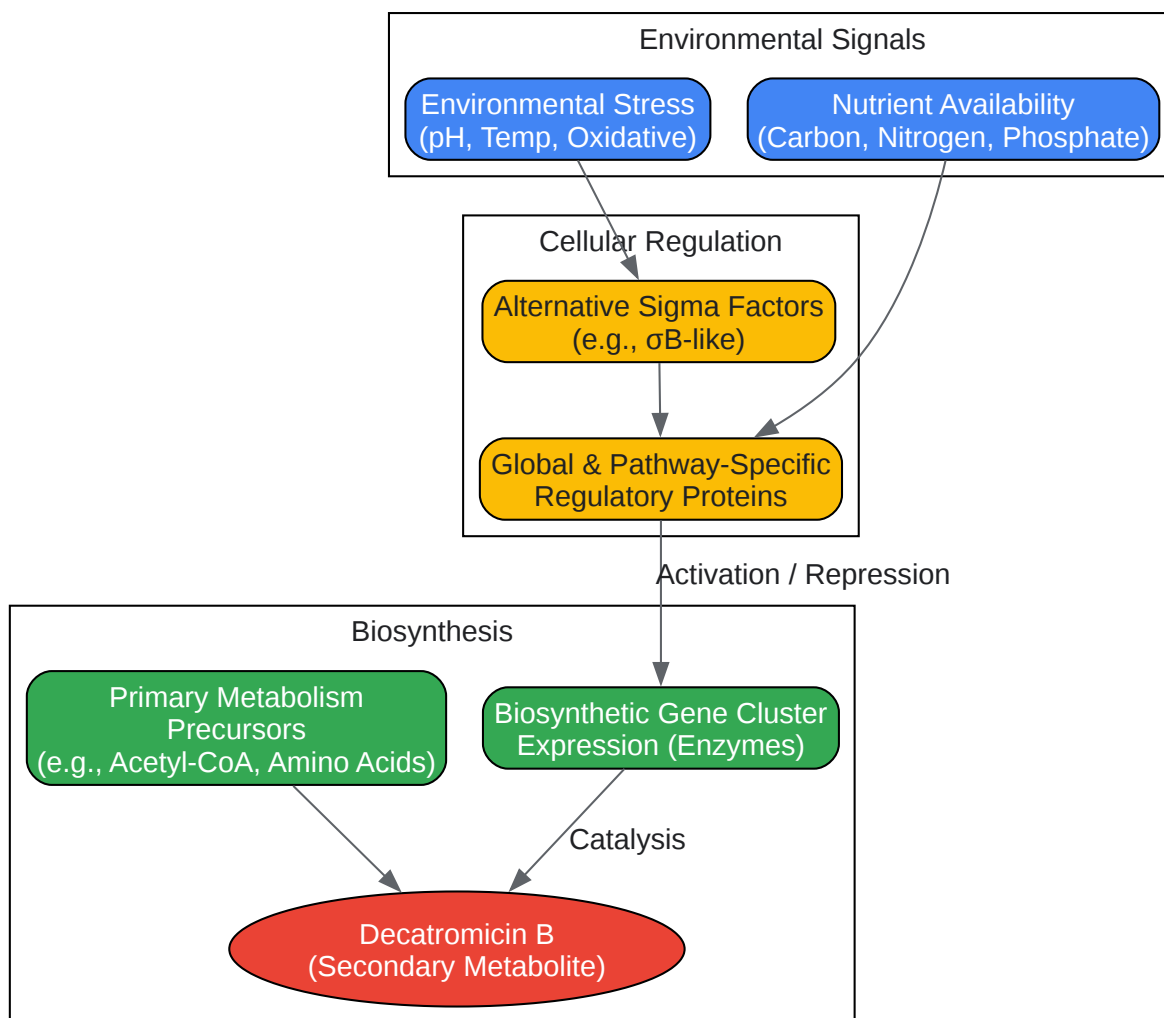 Environmental Signals
Environmental Stress
(pH, Temp, Oxidative)
Nutrient Availability
(Carbon, Nitrogen, Phosphate)
Cellular Regulation
Alternative Sigma Factors
(e.g., σB-like)
Global & Pathway-Specific
Regulatory Proteins
Activation / Repression
Biosynthesis
Primary Metabolism
Precursors
(e.g., Acetyl-CoA, Amino Acids)
Biosynthetic Gene Cluster
Expression (Enzymes)
Catalysis
Decatromicin B
(Secondary Metabolite)